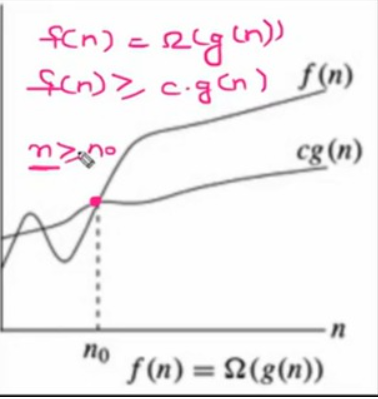 f(n) = Ω(g(n))
f(n) ≥ c.g(n)
f(n)
n ≥ n₀
cg(n)
n
n₀
f(n) = Ω(g(n))